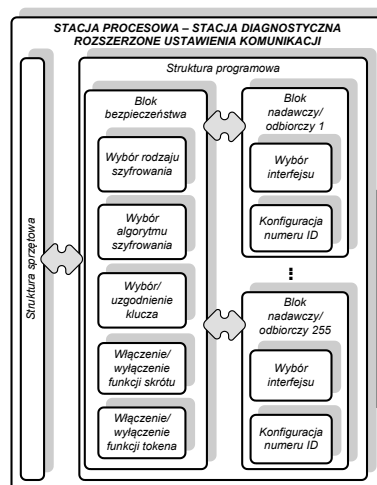 STACJA PROCESOWA – STACJA DIAGNOSTYCZNA
ROZSZERZONE USTAWIENIA KOMUNIKACJI
Struktura sprzętowa
Struktura programowa
Blok
bezpieczeństwa
Wybór rodzaju
szyfrowania
Wybór
algorytmu
szyfrowania
Wybór/
uzgodnienie
klucza
Włączenie/
wyłączenie
funkcji skrótu
Włączenie/
wyłączenie
funkcji tokena
Blok
nadawczy/
odbiorczy 1
Wybór
interfejsu
Konfiguracja
numeru ID
...
Blok
nadawczy/
odbiorczy 255
Wybór
interfejsu
Konfiguracja
numeru ID